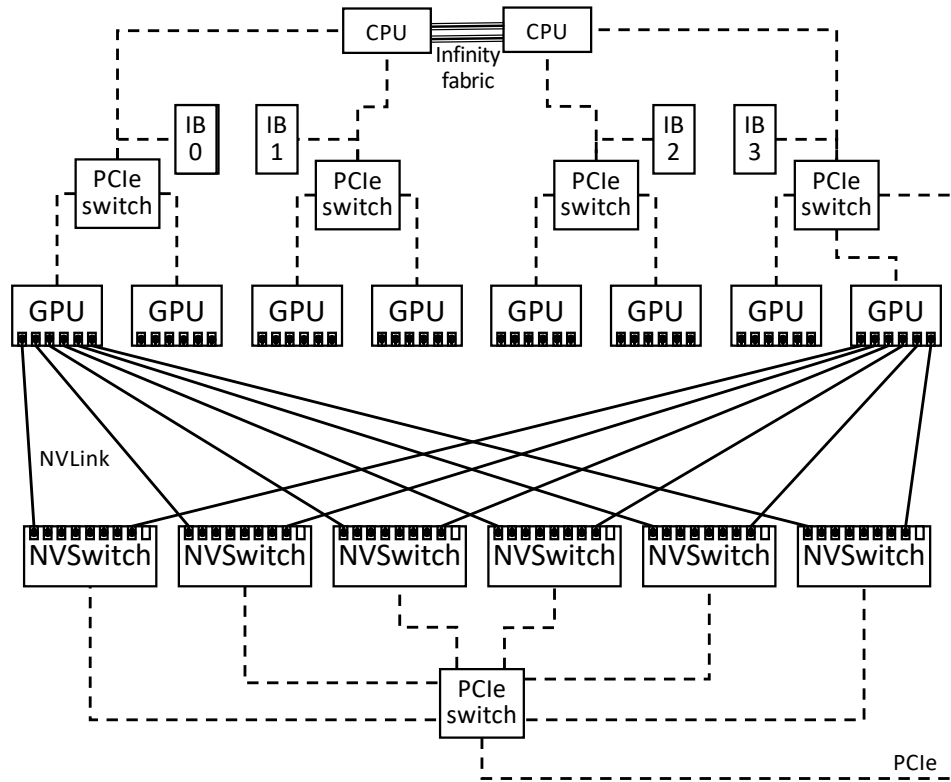 CPU
CPU
Infinity
fabric
IB
0
IB
1
IB
2
IB
3
PCIe
switch
PCIe
switch
PCIe
switch
PCIe
switch
GPU
GPU
GPU
GPU
GPU
GPU
GPU
GPU
NVLink
NVSwitch
NVSwitch
NVSwitch
NVSwitch
NVSwitch
NVSwitch
PCIe
switch
PCIe